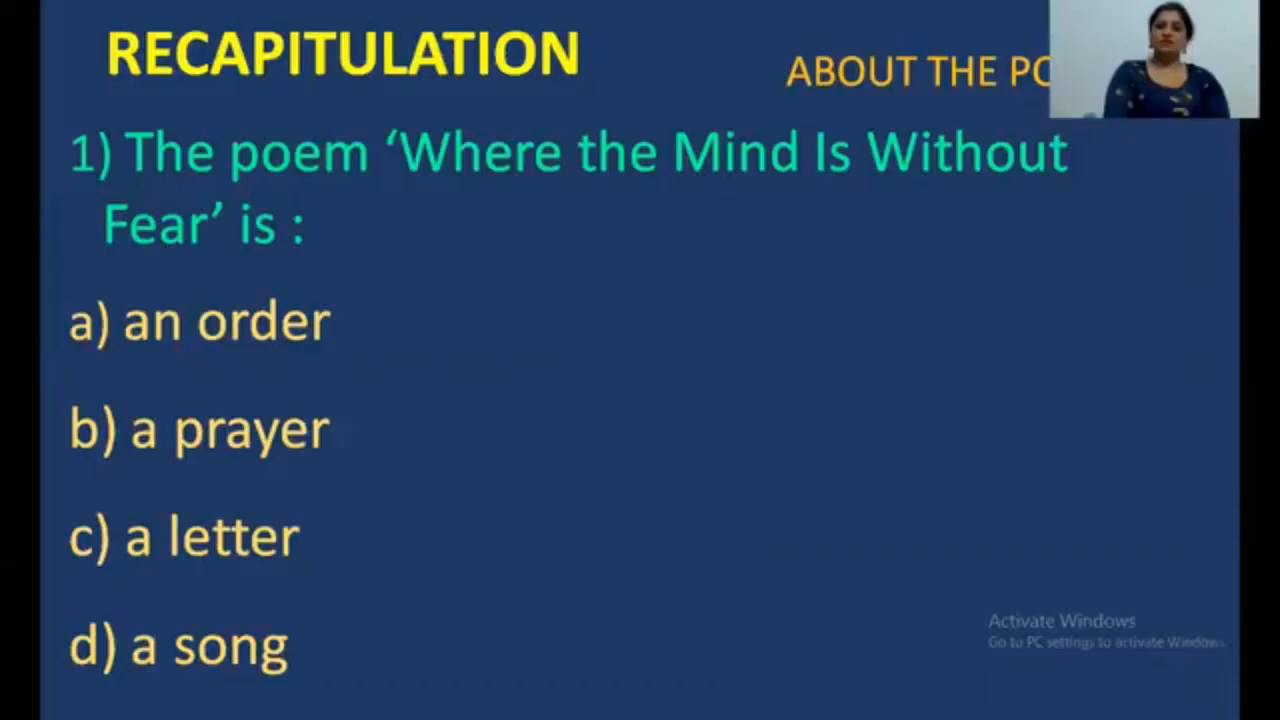 RECAPITULATION
ABOUT THE
1) The poem ‘Where the Mind Is Without
Fear’ is :
a) an order
b) a prayer
c) a letter
d) a song
Activate Windows
Go to PC settings to activate Windows.